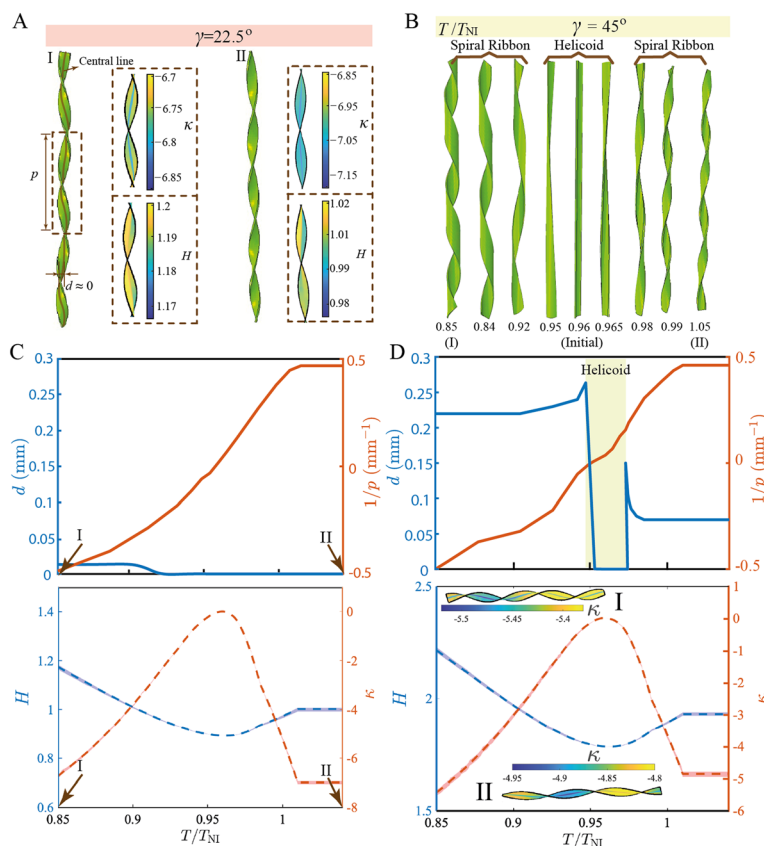 A
γ=22.5°
I
Central line
p
d ≈ 0
−6.7
−6.75
−6.8
−6.85
κ
1.2
1.19
1.18
1.17
H
II
−6.85
−6.95
−7.05
−7.15
κ
1.02
1.01
0.99
0.98
H
B
T/TNI
γ = 45°
Spiral Ribbon
Helicoid
Spiral Ribbon
0.85 0.84 0.92 0.95 0.96 0.965 0.98 0.99 1.05
(I) (Initial) (II)
C
0.3
0.25
0.2
0.15
0.1
0.05
0
d (mm)
0.5
0
-0.5
1/p (mm⁻¹)
I
II
1.4
1.2
1
0.8
0.6
H
0
−2
−4
−6
−8
κ
I
II
0.85 0.9 0.95 1
T/TNI
D
Helicoid
0.3
0.25
0.2
0.15
0.1
0.05
0
d (mm)
0.5
0
-0.5
1/p (mm⁻¹)
2.5
2
1.5
H
1
0
-1
-2
-3
-4
-5
-6
κ
I
-5.5 -5.45 -5.4
κ
κ
-4.95 -4.9 -4.85 -4.8
II
0.85 0.9 0.95 1
T/TNI